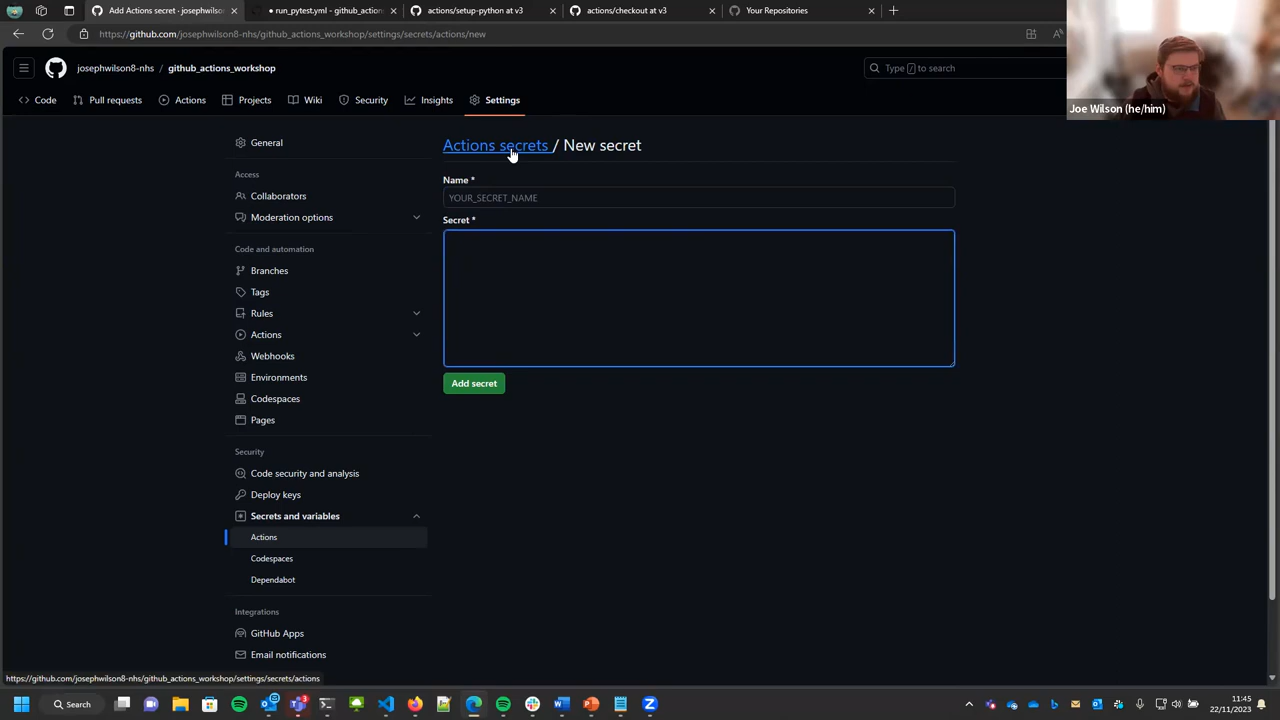 Add Actions secret · josephwilson
run_pytest.yml - github_action
actions/setup-python at v3
actions/checkout at v3
Your Repositories
https://github.com/josephwilson8-nhs/github_actions_workshop/settings/secrets/actions/new
josephwilson8-nhs / github_actions_workshop
Type / to search
Joe Wilson (he/him)
Code
Pull requests
Actions
Projects
Wiki
Security
Insights
Settings
General
Access
Collaborators
Moderation options
Code and automation
Branches
Tags
Rules
Actions
Webhooks
Environments
Codespaces
Pages
Security
Code security and analysis
Deploy keys
Secrets and variables
Actions
Codespaces
Dependabot
Integrations
GitHub Apps
Email notifications
Actions secrets / New secret
Name *
YOUR_SECRET_NAME
Secret *
Add secret
https://github.com/josephwilson8-nhs/github_actions_workshop/settings/secrets/actions
Search
3
11:45
22/11/2023